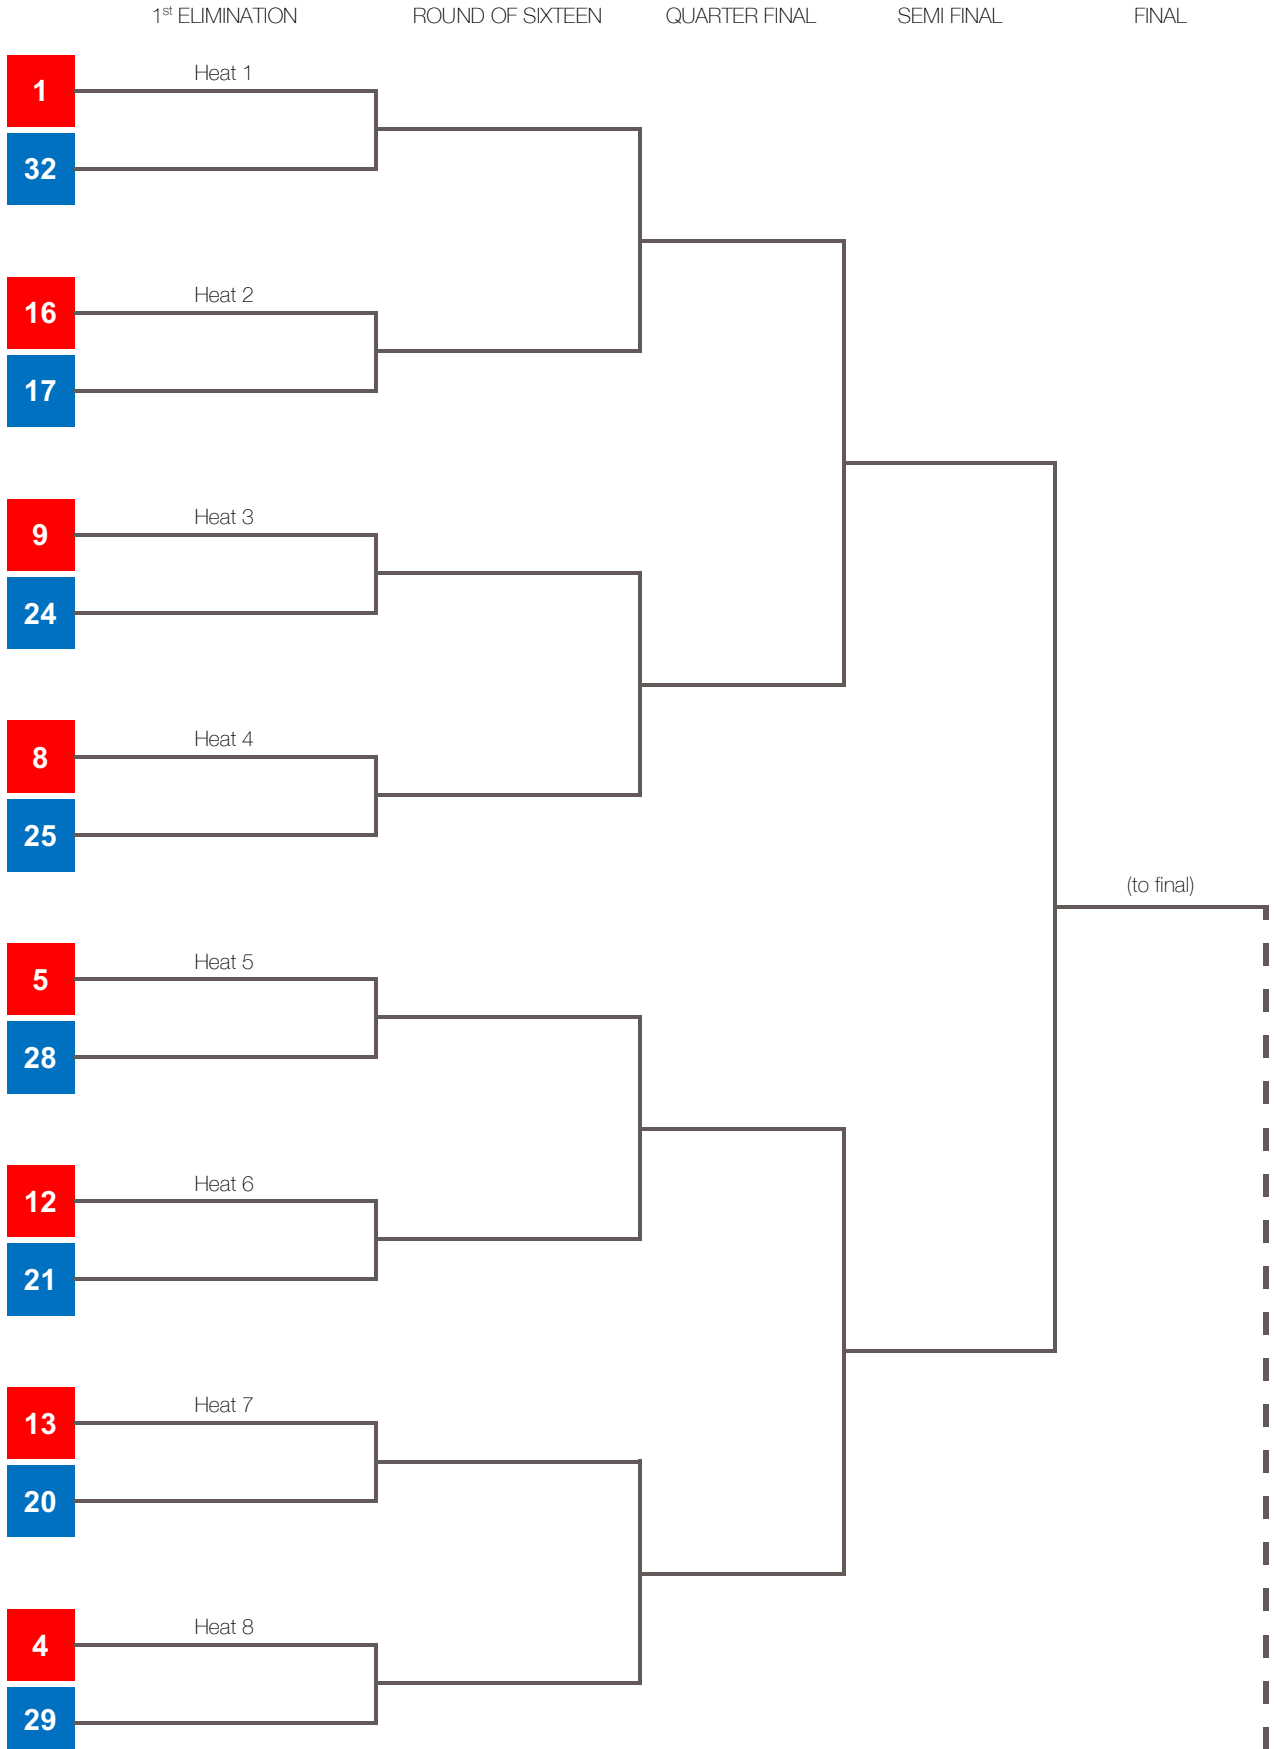 1st ELIMINATION ROUND OF SIXTEEN QUARTER FINAL SEMI FINAL FINAL
Heat 1
1
32
Heat 2
16
17
Heat 3
9
24
Heat 4
8
25
(to final)
Heat 5
5
28
Heat 6
12
21
Heat 7
13
20
Heat 8
4
29